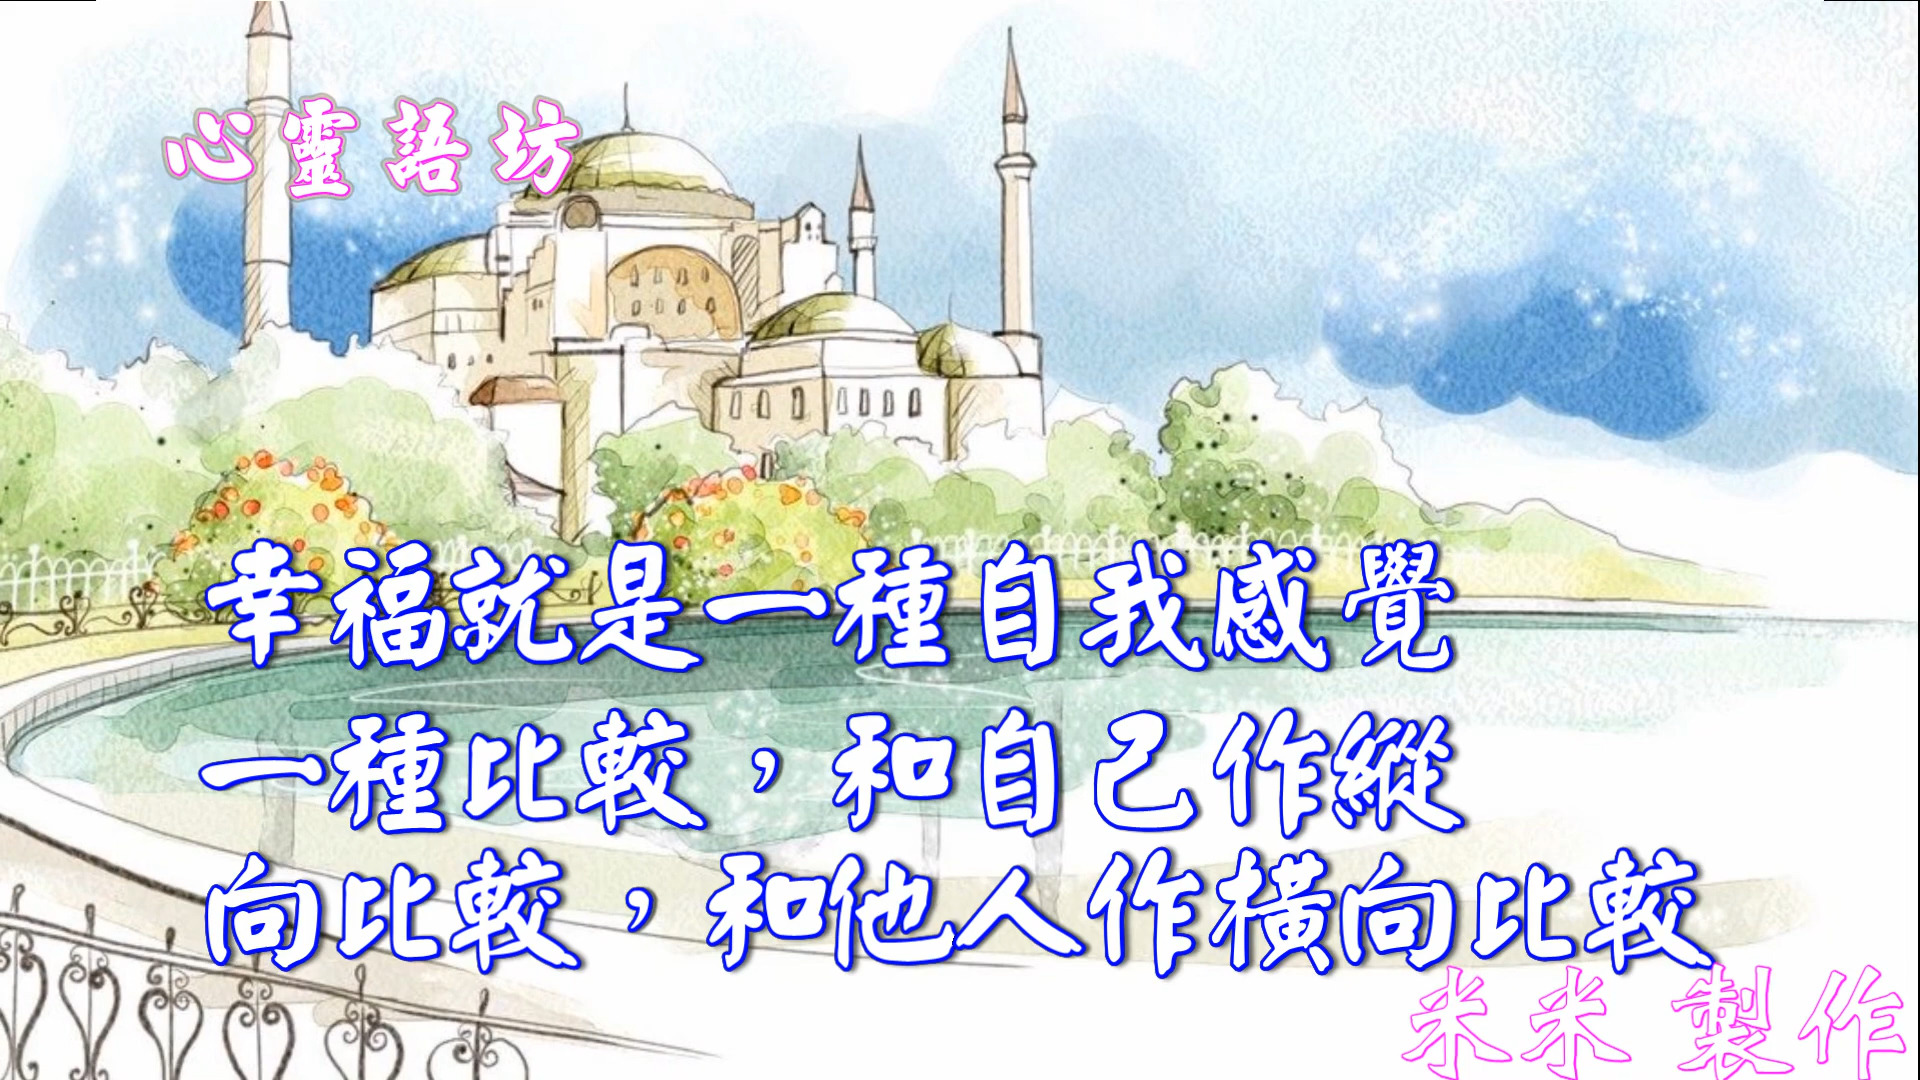 心靈語坊
幸福就是一種自我感覺
一種比較，和自己作縱
向比較，和他人作橫向比較
米米 製作